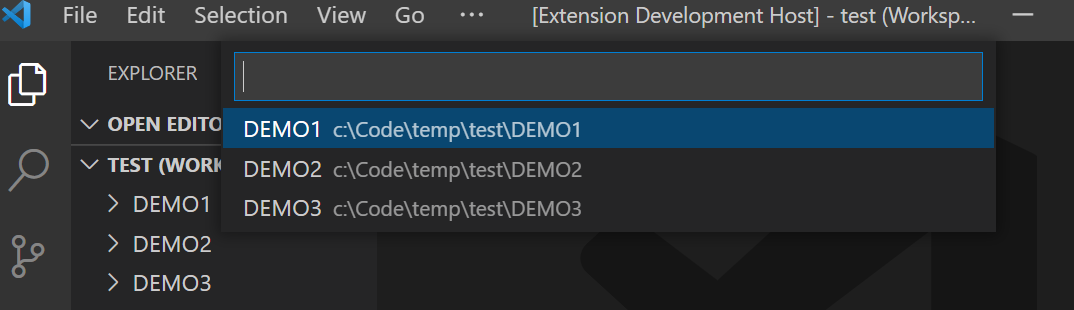 File Edit Selection View Go ··· [Extension Development Host] - test (Worksp...
EXPLORER
OPEN EDITO
DEMO1 c:\Code\temp\test\DEMO1
TEST (WORK
DEMO2 c:\Code\temp\test\DEMO2
DEMO1
DEMO3 c:\Code\temp\test\DEMO3
DEMO2
DEMO3